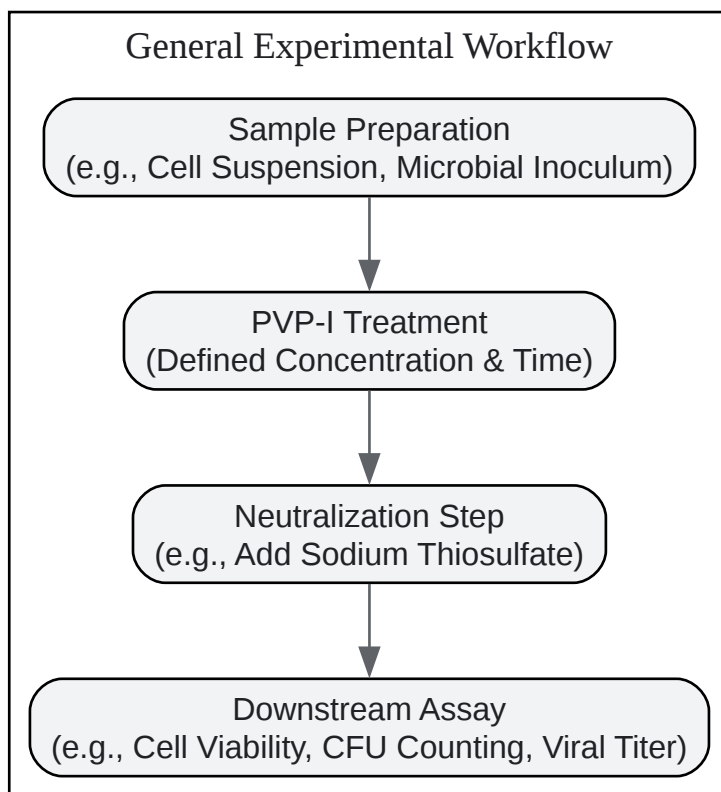 General Experimental Workflow
Sample Preparation
(e.g., Cell Suspension, Microbial Inoculum)
PVP-I Treatment
(Defined Concentration & Time)
Neutralization Step
(e.g., Add Sodium Thiosulfate)
Downstream Assay
(e.g., Cell Viability, CFU Counting, Viral Titer)